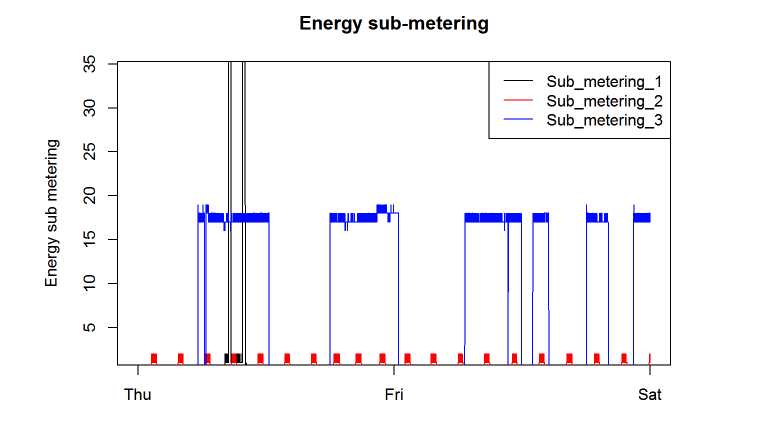 Energy sub-metering
Sub_metering_1
Sub_metering_2
Sub_metering_3
Energy sub metering
35
30
25
20
15
10
5
Thu Fri Sat